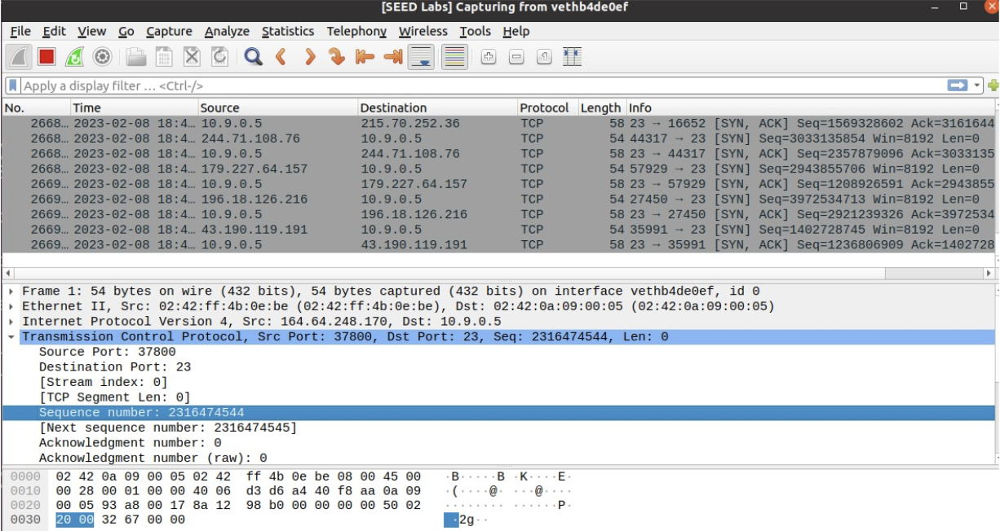 [SEED Labs] Capturing from vethb4de0ef
File Edit View Go Capture Analyze Statistics Telephony Wireless Tools Help
Apply a display filter … <Ctrl-/>
No. Time Source Destination Protocol Length Info
2668… 2023-02-08 18:4… 10.9.0.5 215.70.252.36 TCP 58 23 → 16652 [SYN, ACK] Seq=1569328602 Ack=3161644
2668… 2023-02-08 18:4… 244.71.108.76 10.9.0.5 TCP 54 44317 → 23 [SYN] Seq=3033135854 Win=8192 Len=0
2668… 2023-02-08 18:4… 10.9.0.5 244.71.108.76 TCP 58 23 → 44317 [SYN, ACK] Seq=2357879096 Ack=3033135
2668… 2023-02-08 18:4… 179.227.64.157 10.9.0.5 TCP 54 57929 → 23 [SYN] Seq=2943855706 Win=8192 Len=0
2669… 2023-02-08 18:4… 10.9.0.5 179.227.64.157 TCP 58 23 → 57929 [SYN, ACK] Seq=1208926591 Ack=2943855
2669… 2023-02-08 18:4… 196.18.126.216 10.9.0.5 TCP 54 27450 → 23 [SYN] Seq=3972534713 Win=8192 Len=0
2669… 2023-02-08 18:4… 10.9.0.5 196.18.126.216 TCP 58 23 → 27450 [SYN, ACK] Seq=2921239326 Ack=3972534
2669… 2023-02-08 18:4… 43.190.119.191 10.9.0.5 TCP 54 35991 → 23 [SYN] Seq=1402728745 Win=8192 Len=0
2669… 2023-02-08 18:4… 10.9.0.5 43.190.119.191 TCP 58 23 → 35991 [SYN, ACK] Seq=1236806909 Ack=1402728
Frame 1: 54 bytes on wire (432 bits), 54 bytes captured (432 bits) on interface vethb4de0ef, id 0
Ethernet II, Src: 02:42:ff:4b:0e:be (02:42:ff:4b:0e:be), Dst: 02:42:0a:09:00:05 (02:42:0a:09:00:05)
Internet Protocol Version 4, Src: 164.64.248.170, Dst: 10.9.0.5
Transmission Control Protocol, Src Port: 37800, Dst Port: 23, Seq: 2316474544, Len: 0
Source Port: 37800
Destination Port: 23
[Stream index: 0]
[TCP Segment Len: 0]
Sequence number: 2316474544
[Next sequence number: 2316474545]
Acknowledgment number: 0
Acknowledgment number (raw): 0
0000 02 42 0a 09 00 05 02 42 ff 4b 0e be 08 00 45 00 ·B·····B ·K····E·
0010 00 28 00 01 00 00 40 06 d3 d6 a4 40 f8 aa 0a 09 ·(····@· ···@····
0020 00 05 93 a8 00 17 8a 12 98 b0 00 00 00 00 50 02 ········ ······P·
0030 20 00 32 67 00 00 ·2g··